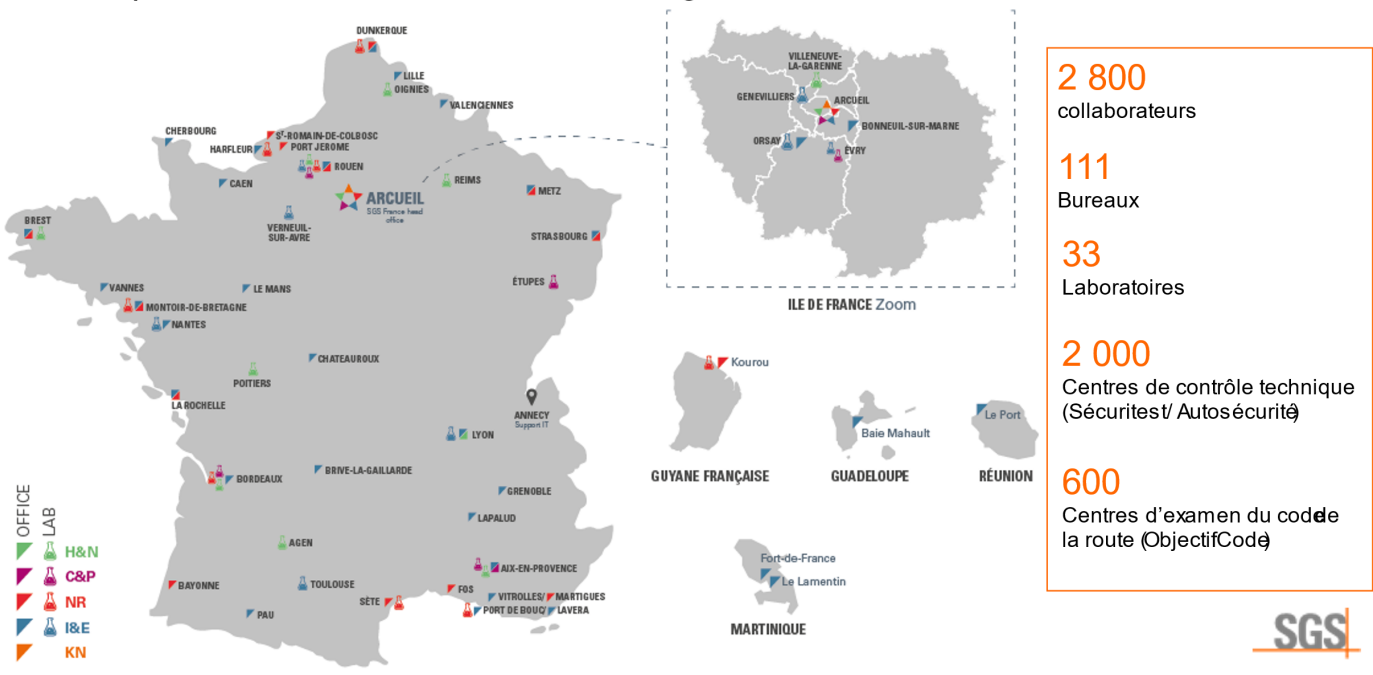 DUNKERQUE
LILLE
OIGNIES
VALENCIENNES
CHERBOURG
ST-ROMAIN-DE-COLBOSC
HARFLEUR
PORT JEROME
ROUEN
CAEN
REIMS
METZ
ARCUEIL
SGS France head
office
VERNEUIL-
SUR-AVRE
BREST
STRASBOURG
ÉTUPES
VANNES
LE MANS
MONTOIR-DE-BRETAGNE
NANTES
CHATEAUROUX
POITIERS
LA ROCHELLE
ANNECY
Support IT
LYON
BORDEAUX
BRIVE-LA-GAILLARDE
GRENOBLE
LAPALUD
AGEN
AIX-EN-PROVENCE
BAYONNE
TOULOUSE
FOS
SÈTE
VITROLLES/ MARTIGUES
PORT DE BOUC/ LAVERA
PAU
OFFICE
LAB
H&N
C&P
NR
I&E
KN
VILLENEUVE-
LA-GARENNE
GENEVILLIERS
ARCUEIL
BONNEUIL-SUR-MARNE
ORSAY
ÉVRY
ILE DE FRANCE Zoom
Kourou
GUYANE FRANÇAISE
Baie Mahault
GUADELOUPE
Le Port
RÉUNION
Fort-de-France
Le Lamentin
MARTINIQUE
2 800
collaborateurs
111
Bureaux
33
Laboratoires
2 000
Centres de contrôle technique
(Sécuritest/ Autosécurité)
600
Centres d'examen du code de
la route (ObjectifCode)
SGS